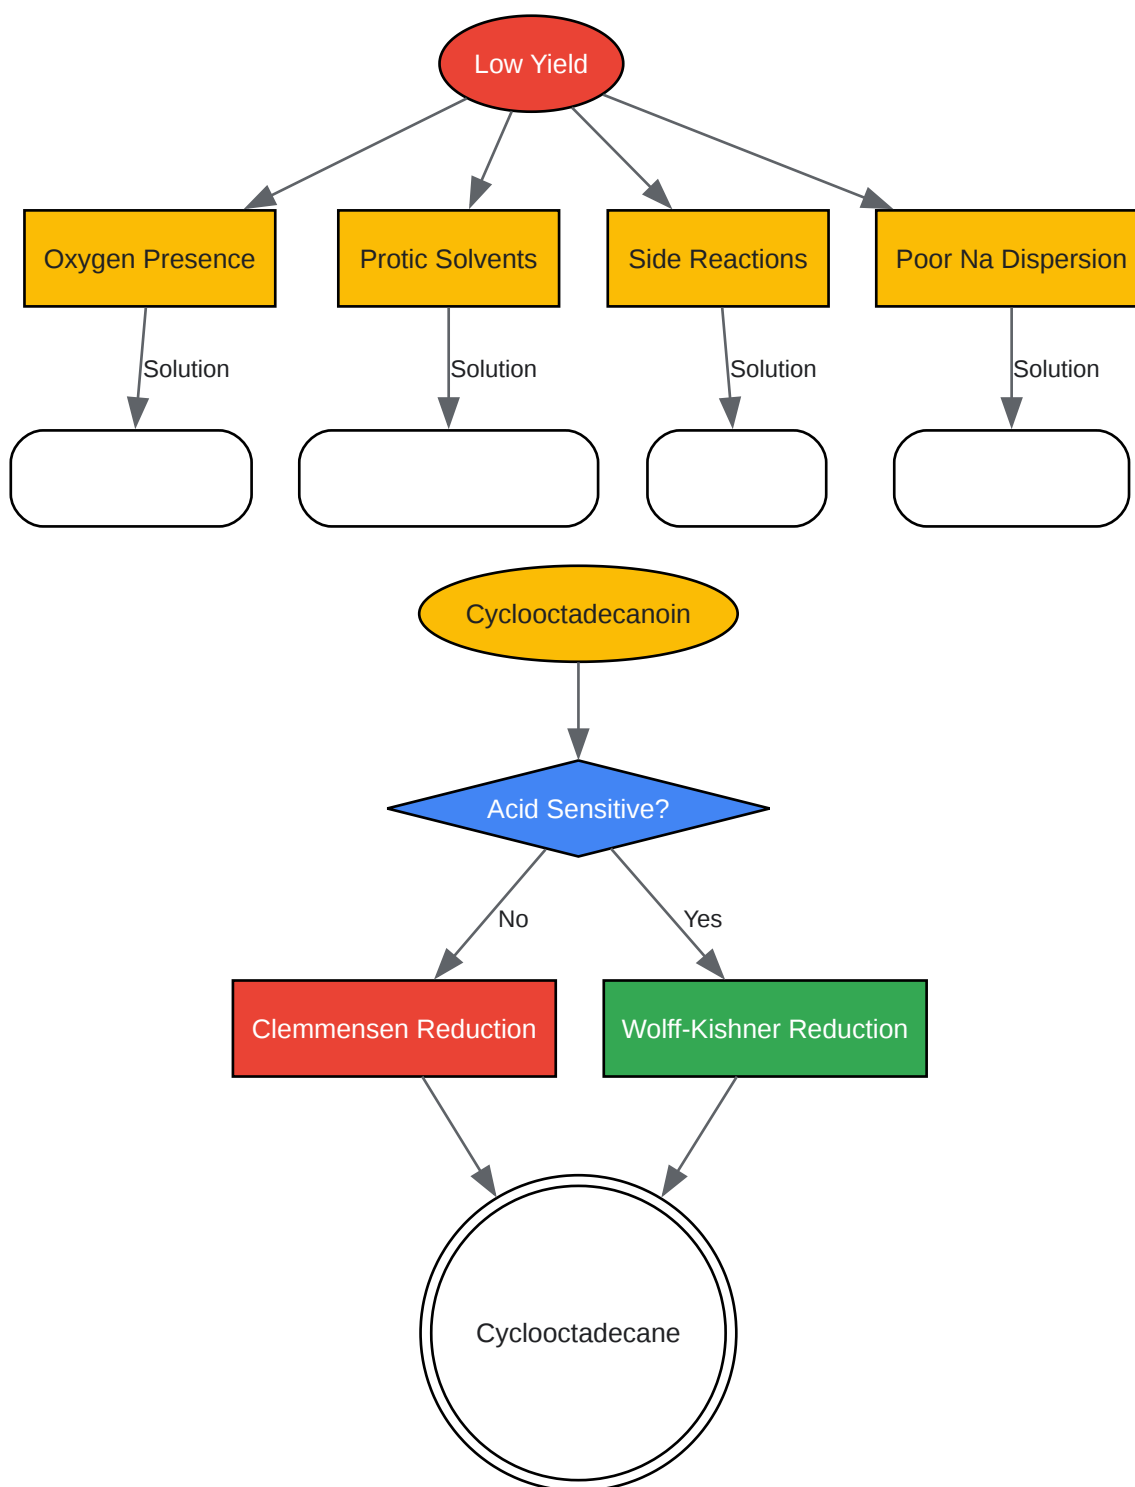 Low Yield
Oxygen Presence
Protic Solvents
Side Reactions
Poor Na Dispersion
Solution
Solution
Solution
Solution
Cyclooctadecanoin
Acid Sensitive?
No
Yes
Clemmensen Reduction
Wolff-Kishner Reduction
Cyclooctadecane